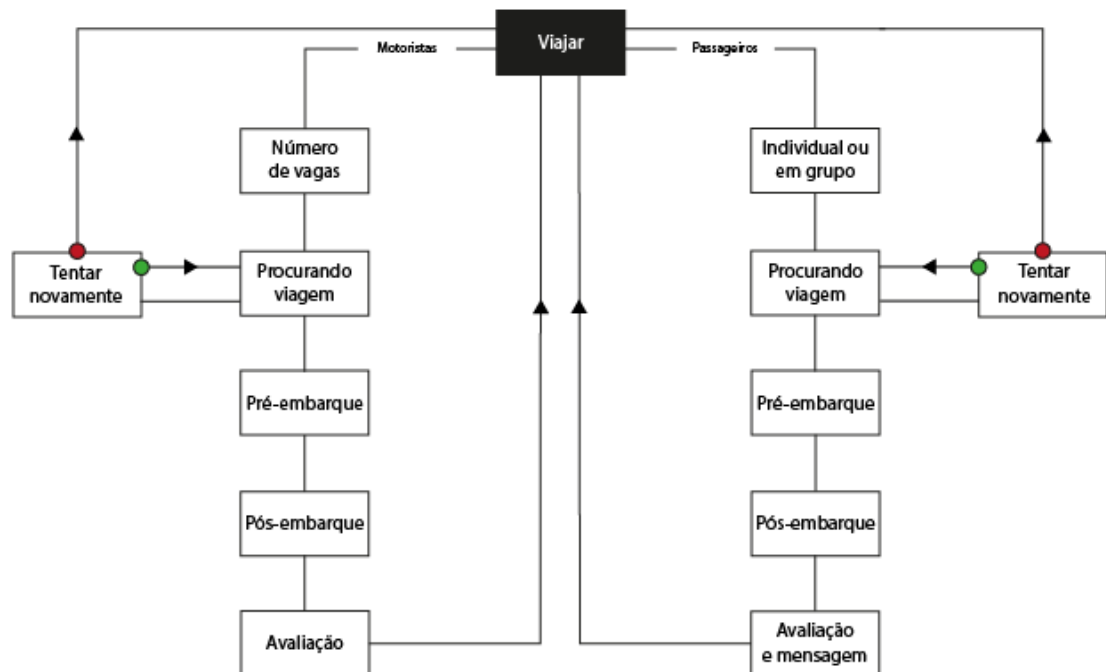 Viajar
Motoristas
Passageiros
Número
de vagas
Individual ou
em grupo
Tentar
novamente
Procurando
viagem
Procurando
viagem
Tentar
novamente
Pré-embarque
Pré-embarque
Pós-embarque
Pós-embarque
Avaliação
Avaliação
e mensagem